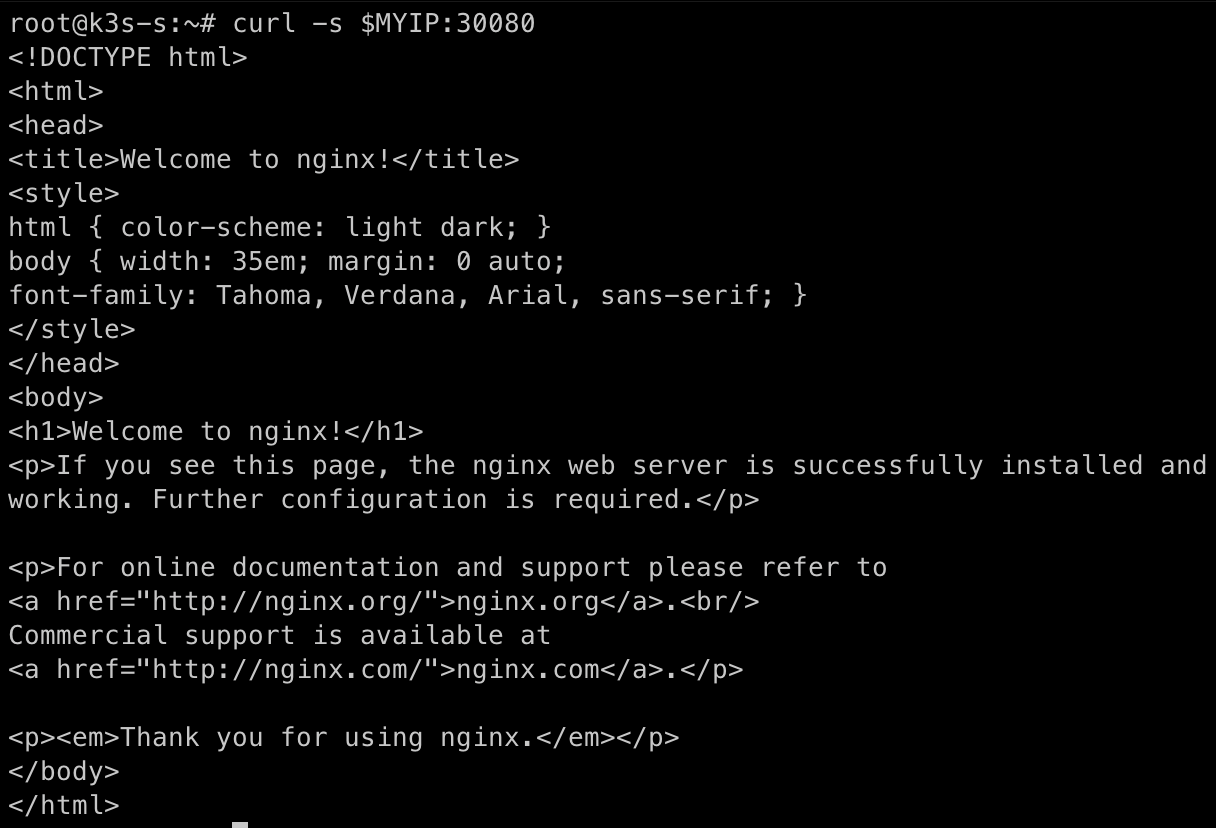 root@k3s-s:~# curl -s $MYIP:30080
<!DOCTYPE html>
<html>
<head>
<title>Welcome to nginx!</title>
<style>
html { color-scheme: light dark; }
body { width: 35em; margin: 0 auto;
font-family: Tahoma, Verdana, Arial, sans-serif; }
</style>
</head>
<body>
<h1>Welcome to nginx!</h1>
<p>If you see this page, the nginx web server is successfully installed and
working. Further configuration is required.</p>

<p>For online documentation and support please refer to
<a href="http://nginx.org/">nginx.org</a>.<br/>
Commercial support is available at
<a href="http://nginx.com/">nginx.com</a>.</p>

<p><em>Thank you for using nginx.</em></p>
</body>
</html>